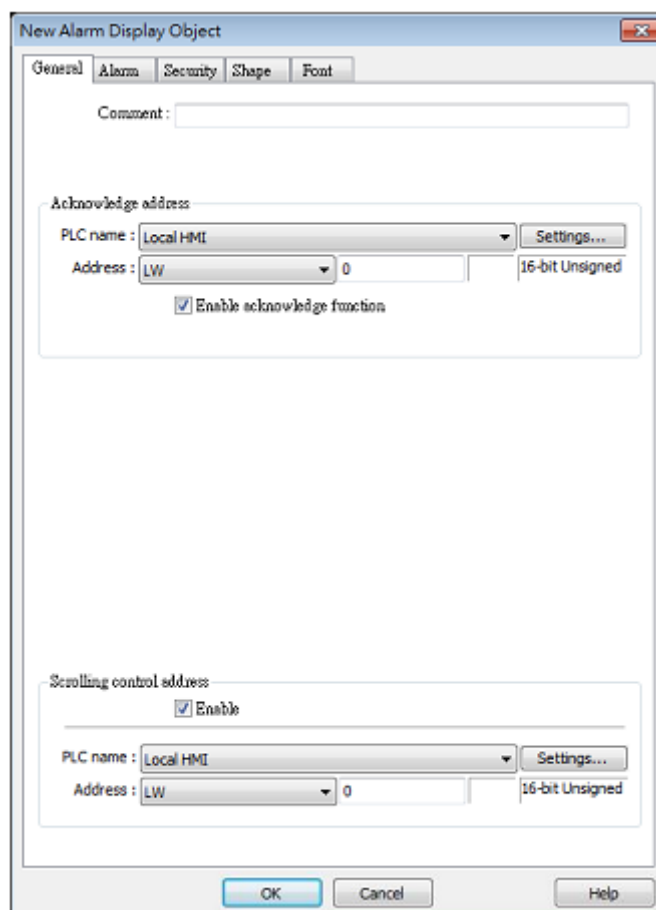 New Alarm Display Object
General Alarm Security Shape Font
Comment :
Acknowledge address
PLC name : Local HMI Settings...
Address : LW 0 16-bit Unsigned
Enable acknowledge function
Scrolling control address
Enable
PLC name : Local HMI Settings...
Address : LW 0 16-bit Unsigned
OK Cancel Help